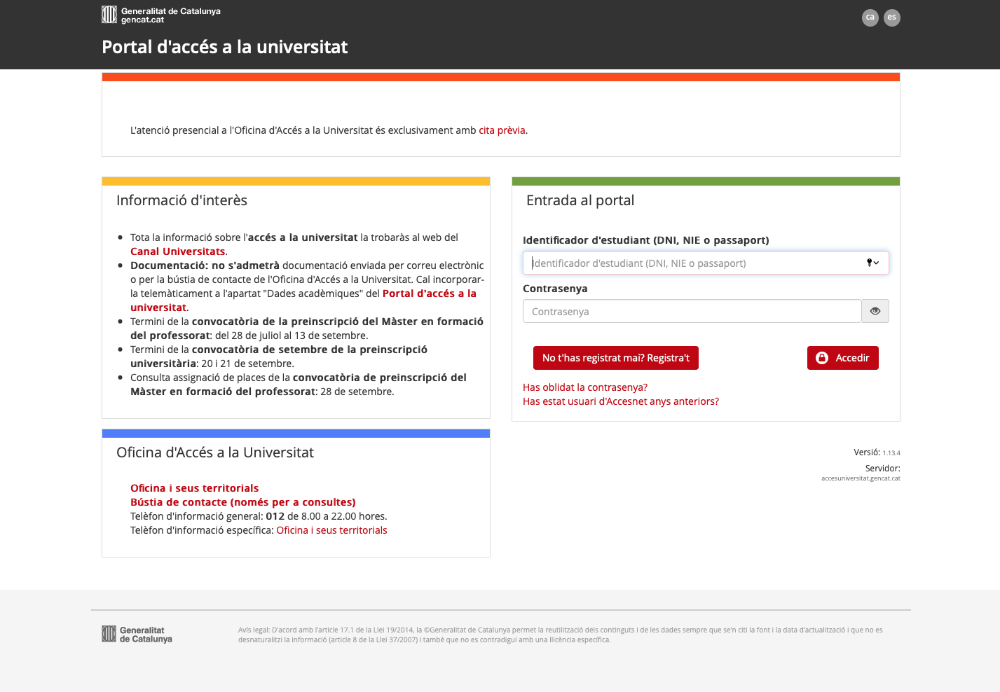 Generalitat de Catalunya
gencat.cat
ca
es
Portal d'accés a la universitat
L'atenció presencial a l'Oficina d'Accés a la Universitat és exclusivament amb cita prèvia.
Informació d'interès
Tota la informació sobre l'accés a la universitat la trobaràs al web del
Canal Universitats.
Documentació: no s'admetrà documentació enviada per correu electrònic
o per la bústia de contacte de l'Oficina d'Accés a la Universitat. Cal incorporar-
la telemàticament a l'apartat "Dades acadèmiques" del Portal d'accés a la
universitat.
Termini de la convocatòria de la preinscripció del Màster en formació
del professorat: del 28 de juliol al 13 de setembre.
Termini de la convocatòria de setembre de la preinscripció
universitària: 20 i 21 de setembre.
Consulta assignació de places de la convocatòria de preinscripció del
Màster en formació del professorat: 28 de setembre.
Entrada al portal
Identificador d'estudiant (DNI, NIE o passaport)
Identificador d'estudiant (DNI, NIE o passaport)
Contrasenya
Contrasenya
No t'has registrat mai? Registra't
Accedir
Has oblidat la contrasenya?
Has estat usuari d'Accesnet anys anteriors?
Oficina d'Accés a la Universitat
Oficina i seus territorials
Bústia de contacte (només per a consultes)
Telèfon d'informació general: 012 de 8.00 a 22.00 hores.
Telèfon d'informació específica: Oficina i seus territorials
Versió: 1.13.4
Servidor:
accesuniversitat.gencat.cat
Generalitat
de Catalunya
Avís legal: D'acord amb l'article 17.1 de la Llei 19/2014, la ©Generalitat de Catalunya permet la reutilització dels continguts i de les dades sempre que se'n citi la font i la data d'actualització i que no es
desnaturalitzi la informació (article 8 de la Llei 37/2007) i també que no es contradigui amb una llicència específica.